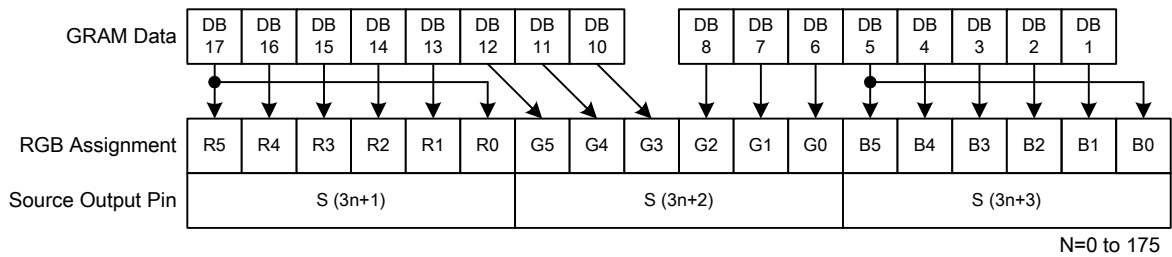 GRAM Data DB 17 DB 16 DB 15 DB 14 DB 13 DB 12 DB 11 DB 10 DB 8 DB 7 DB 6 DB 5 DB 4 DB 3 DB 2 DB 1
RGB Assignment R5 R4 R3 R2 R1 R0 G5 G4 G3 G2 G1 G0 B5 B4 B3 B2 B1 B0
Source Output Pin S (3n+1) S (3n+2) S (3n+3)
N=0 to 175